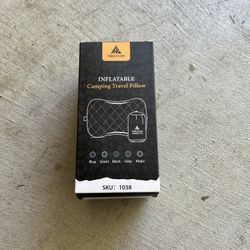 INFLATABLE
Camping Travel Pillow
Blue Green Black Grey Khaki
SKU: 1038